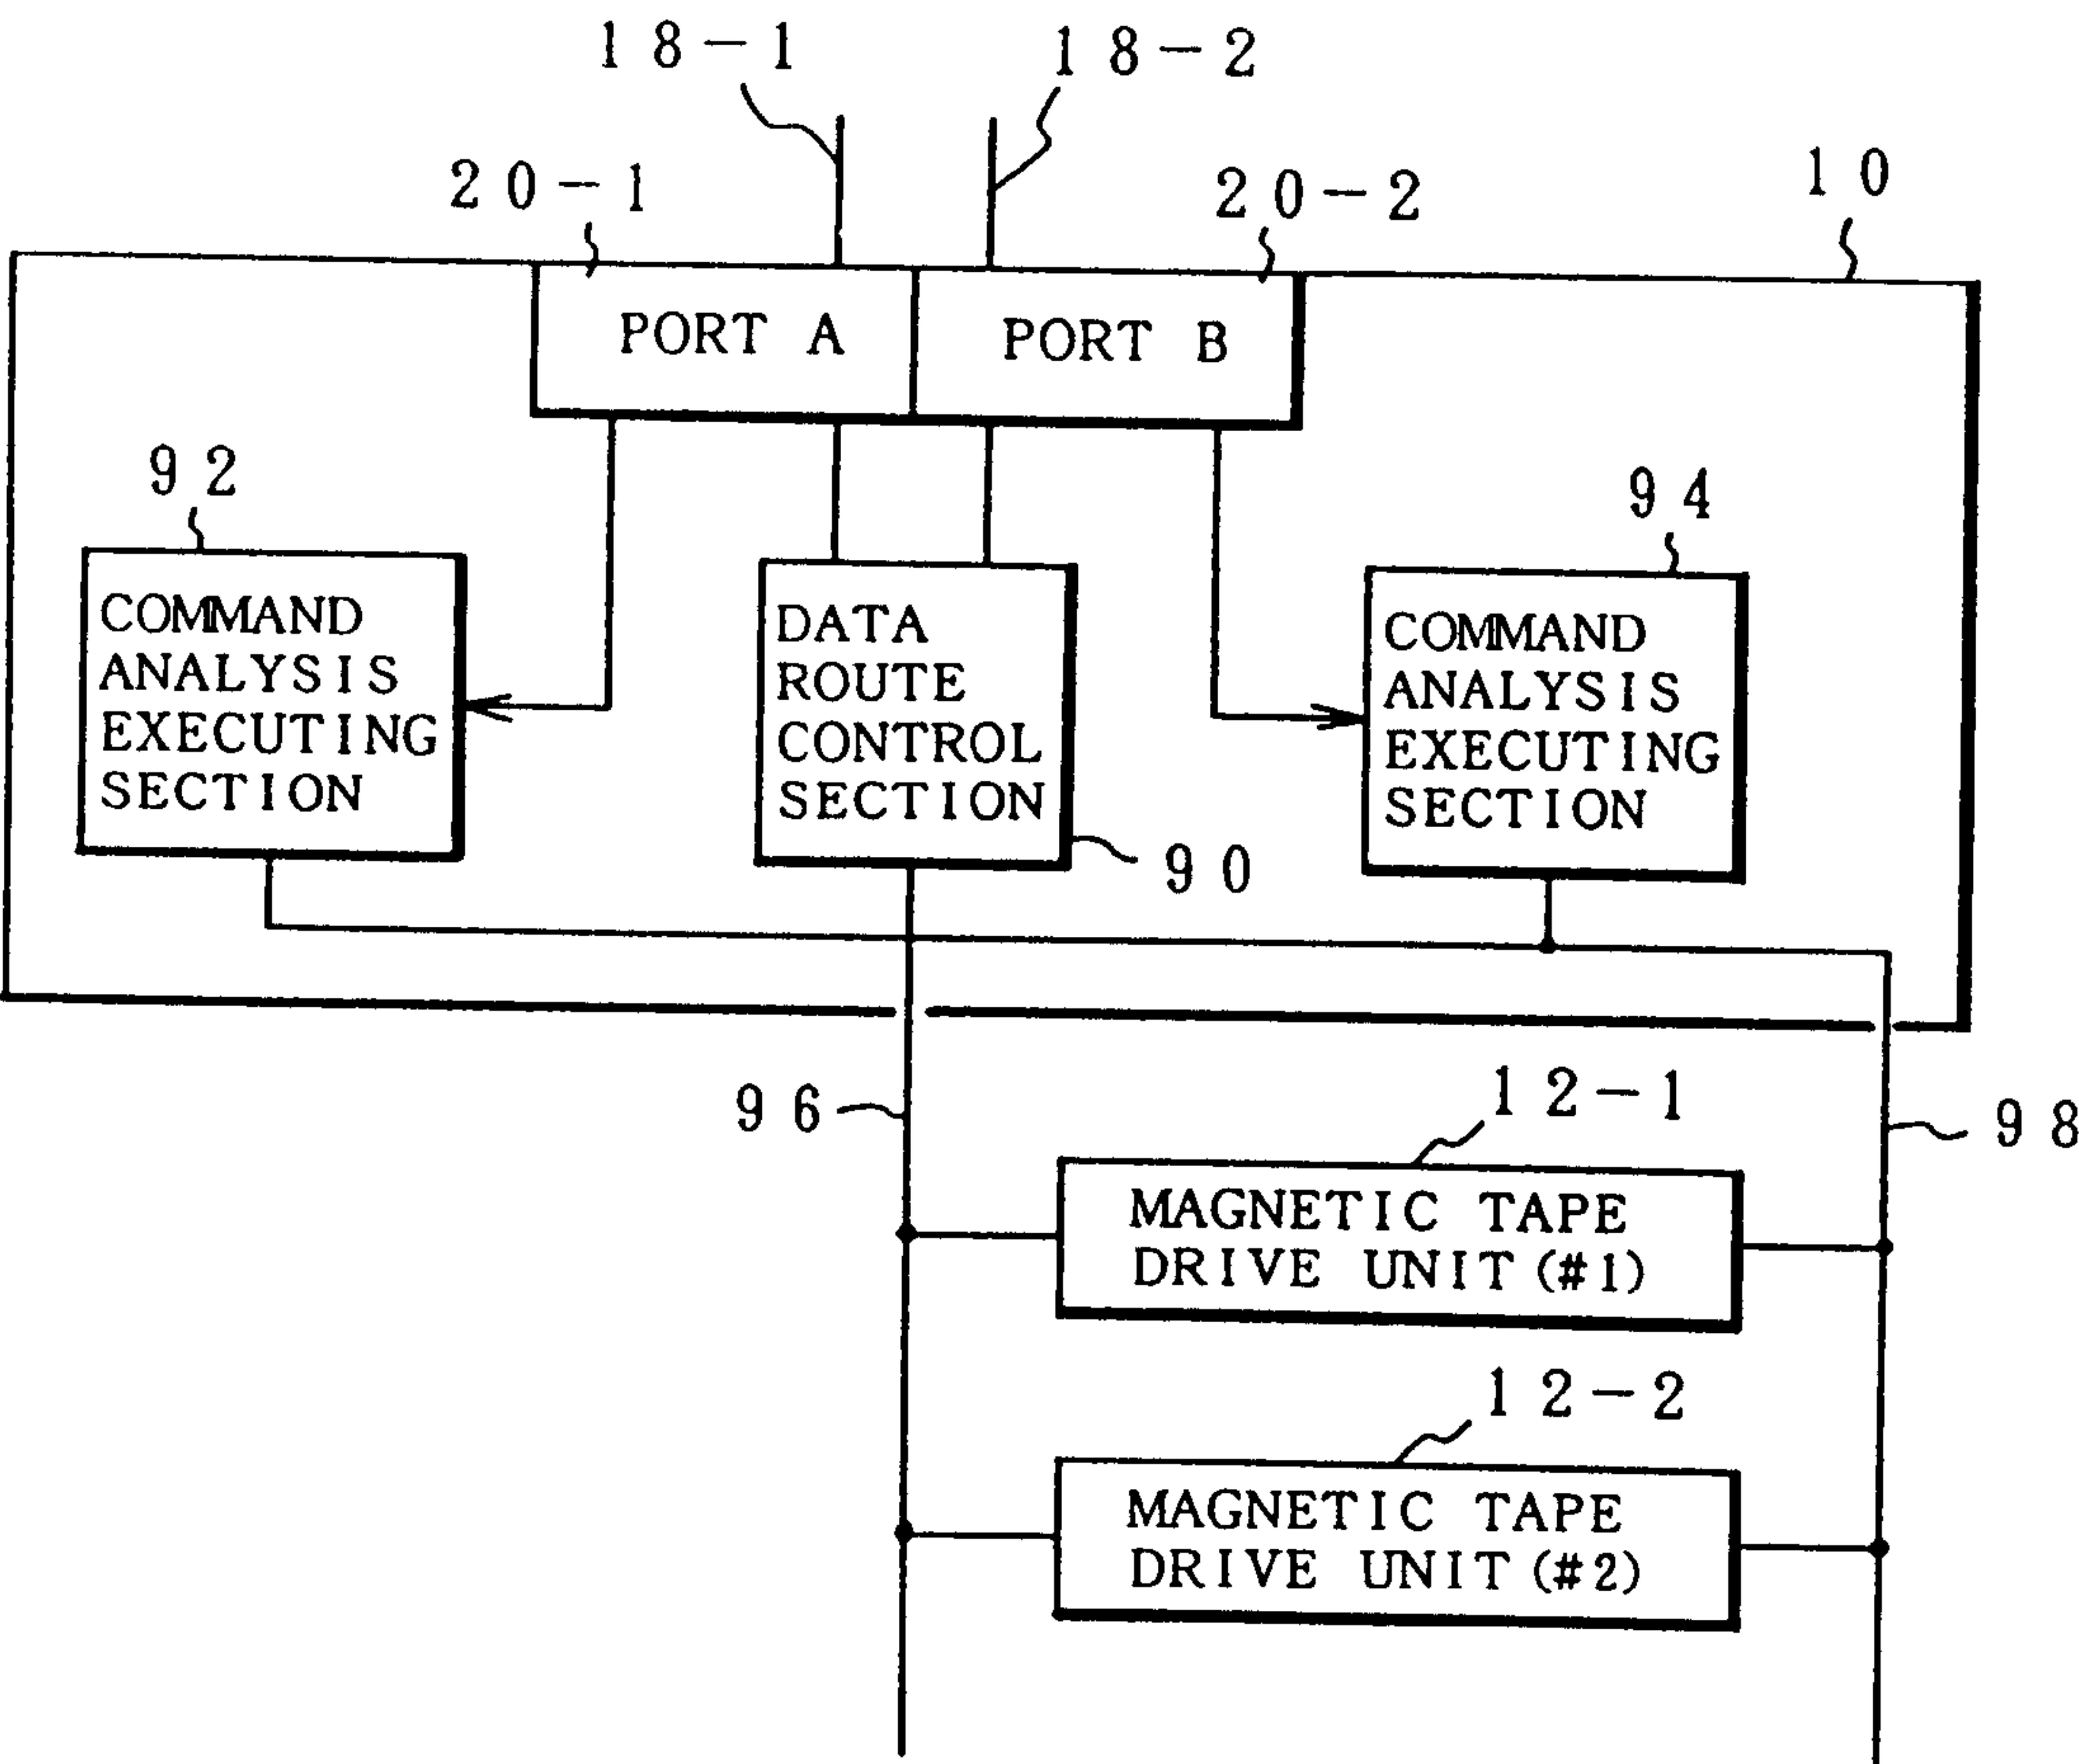 18-1
18-2
20-1
20-2
10
PORT A
PORT B
92
94
COMMAND
ANALYSIS
EXECUTING
SECTION
DATA
ROUTE
CONTROL
SECTION
COMMAND
ANALYSIS
EXECUTING
SECTION
90
96
12-1
98
MAGNETIC TAPE
DRIVE UNIT (#1)
12-2
MAGNETIC TAPE
DRIVE UNIT (#2)